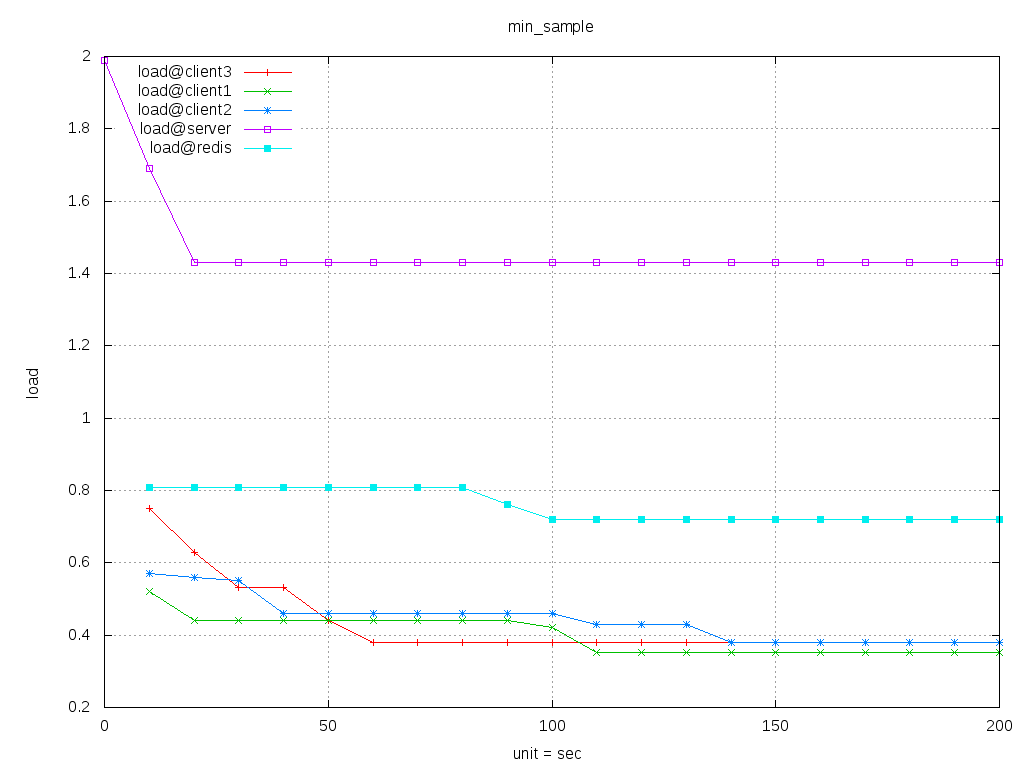 min_sample
load@client3
load@client1
load@client2
load@server
load@redis
2
1.8
1.6
1.4
1.2
1
0.8
0.6
0.4
0.2
load
0 50 100 150 200
unit = sec